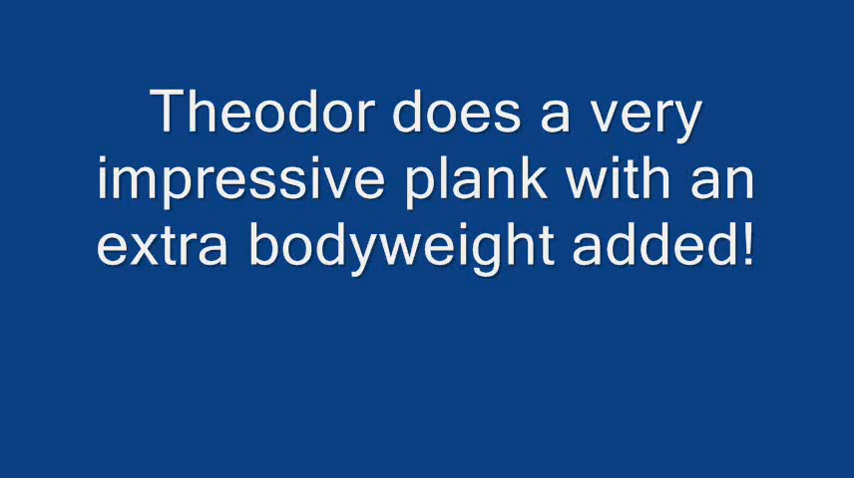 Theodor does a very
impressive plank with an
extra bodyweight added!